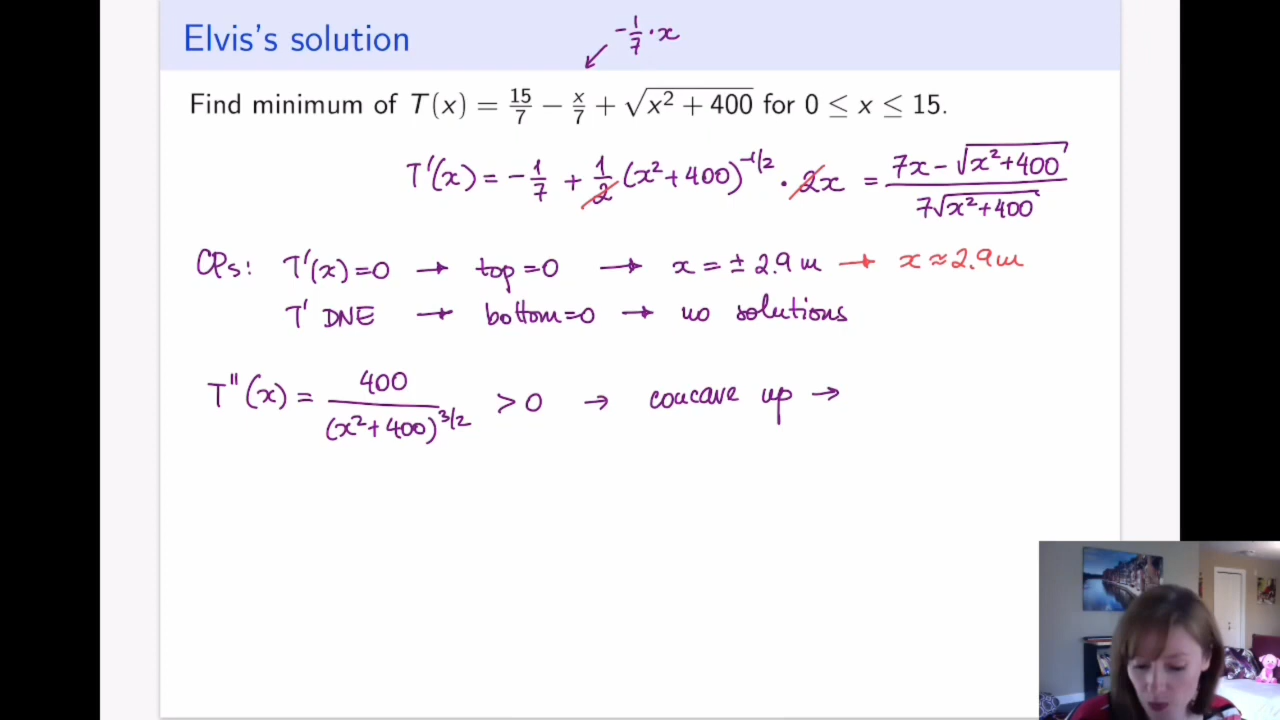 Elvis's solution
-1/7 · x
Find minimum of T(x) = 15/7 − x/7 + √(x² + 400) for 0 ≤ x ≤ 15.
T'(x) = -1/7 + 1/2 (x²+400)^(-1/2) · 2x = (7x - √(x²+400))/(7√(x²+400))
CPs: T'(x)=0 → top=0 → x = ± 2.9 m → x ≈ 2.9 m
T' DNE → bottom=0 → no solutions
T''(x) = 400/(x²+400)^(3/2) > 0 → concave up →